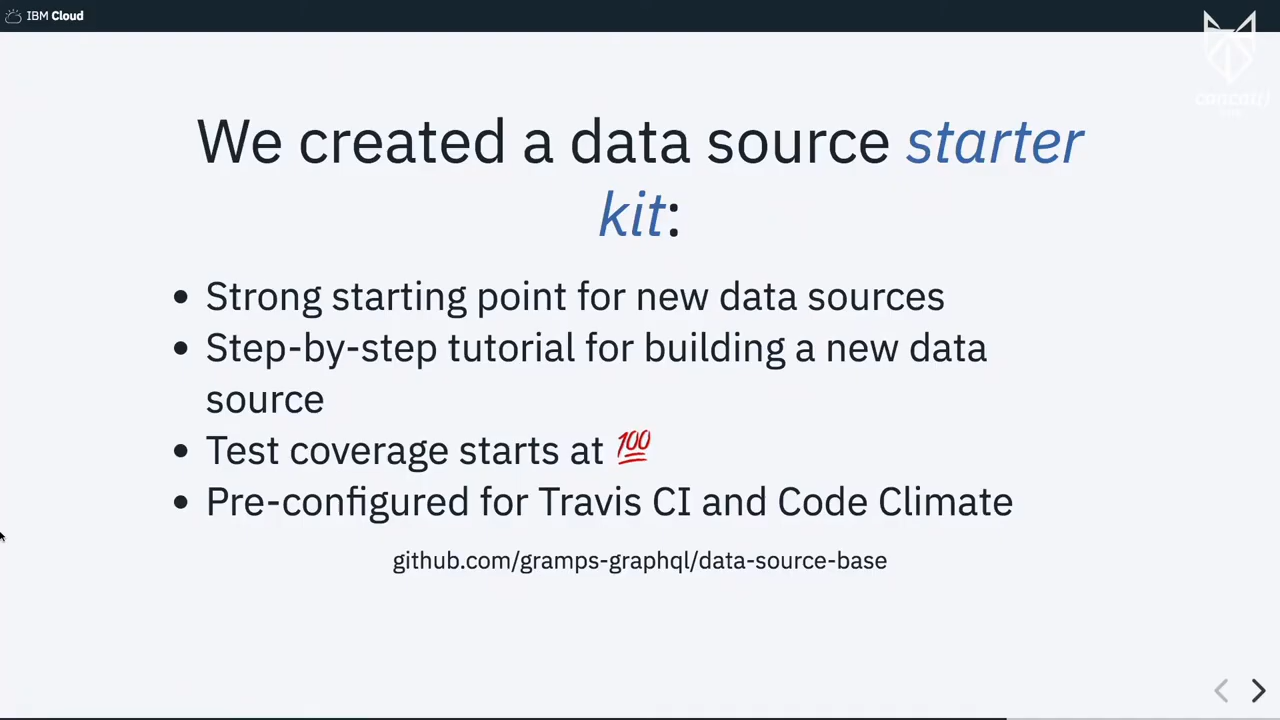 IBM Cloud
We created a data source starter
kit:
• Strong starting point for new data sources
• Step-by-step tutorial for building a new data
source
• Test coverage starts at 💯
• Pre-configured for Travis CI and Code Climate
github.com/gramps-graphql/data-source-base